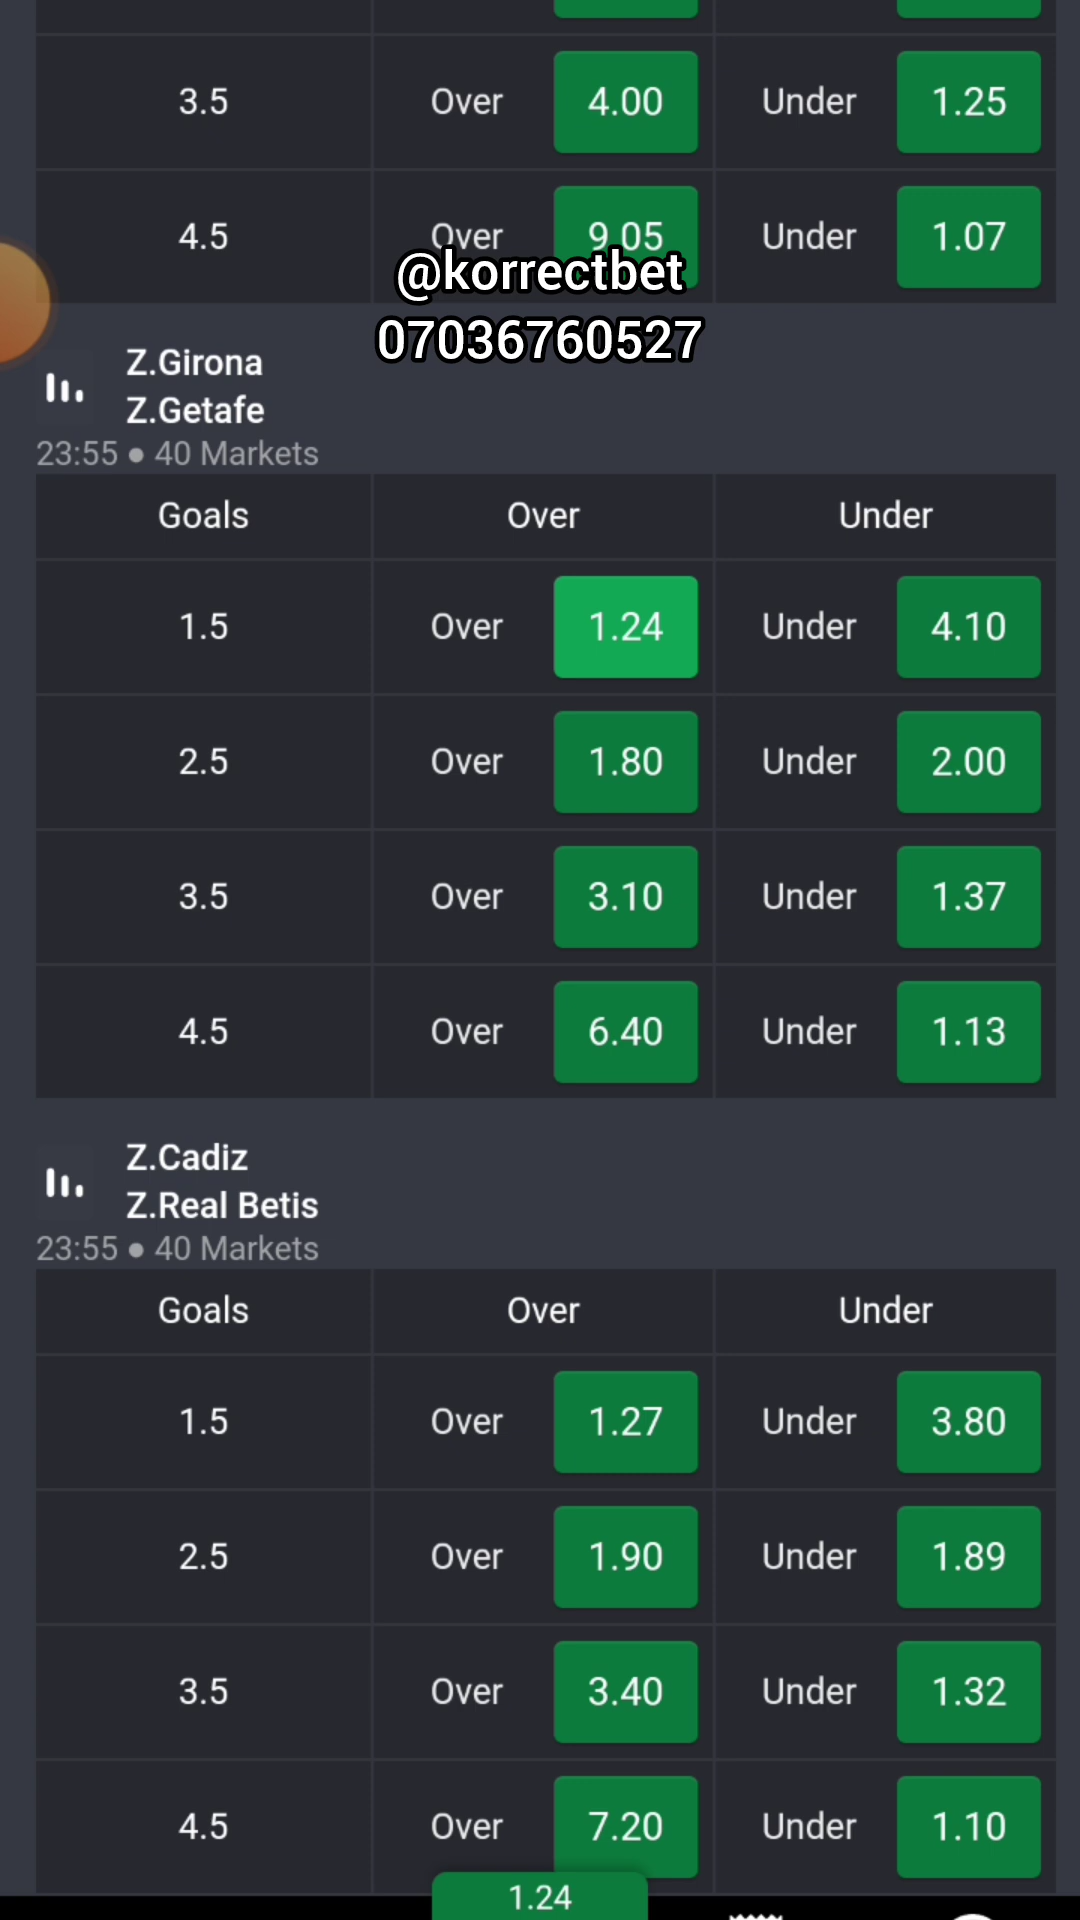 3.5 Over 4.00 Under 1.25
4.5 Over 9.05 Under 1.07
@korrectbet
07036760527
Z.Girona
Z.Getafe
23:55 ● 40 Markets
Goals Over Under
1.5 Over 1.24 Under 4.10
2.5 Over 1.80 Under 2.00
3.5 Over 3.10 Under 1.37
4.5 Over 6.40 Under 1.13
Z.Cadiz
Z.Real Betis
23:55 ● 40 Markets
Goals Over Under
1.5 Over 1.27 Under 3.80
2.5 Over 1.90 Under 1.89
3.5 Over 3.40 Under 1.32
4.5 Over 7.20 Under 1.10
1.24